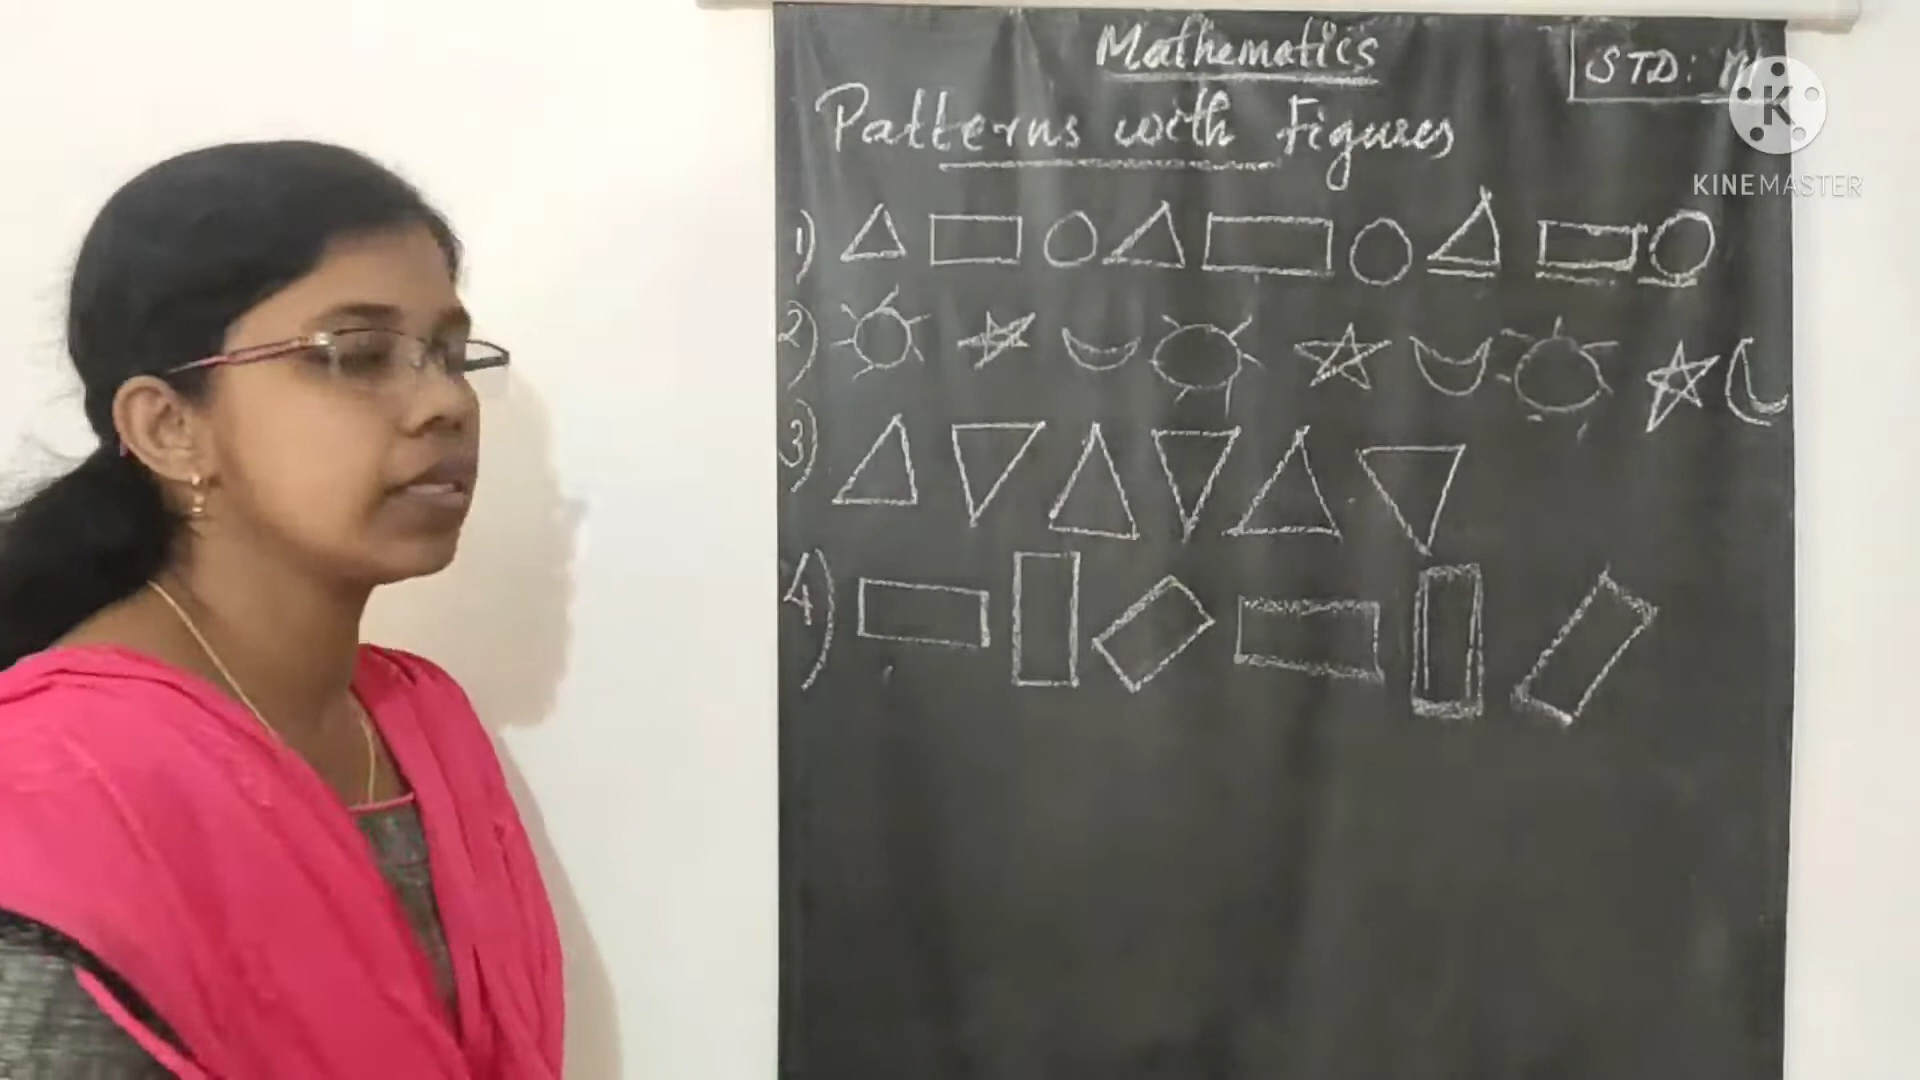 Mathematics
STD:
Patterns with Figures
K
KINEMASTER
1)
2)
3)
4)